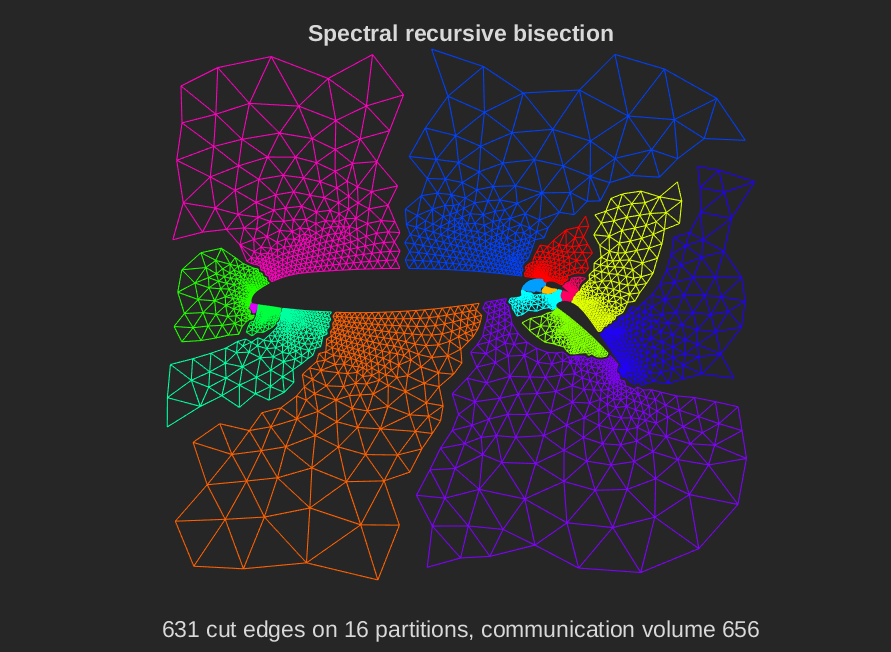 Spectral recursive bisection
631 cut edges on 16 partitions, communication volume 656